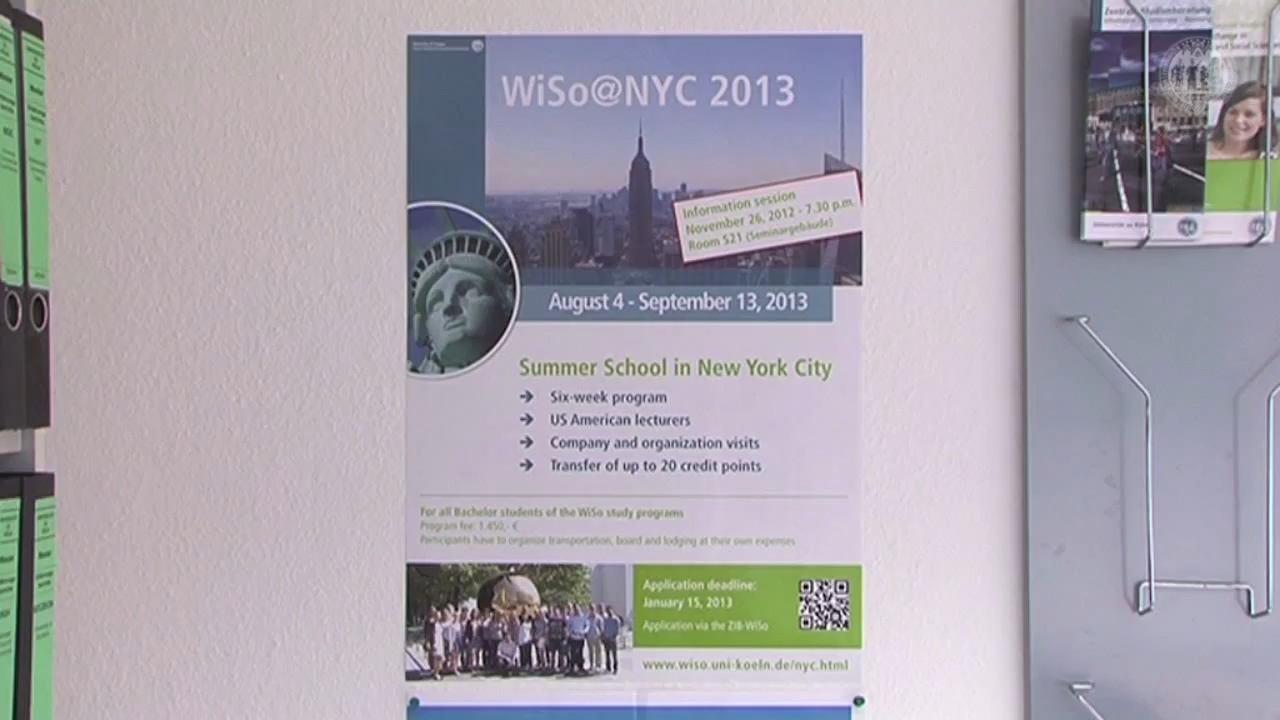 WiSo@NYC 2013
Information session
November 26, 2012 - 7.30 p.m.
Room S21 (Seminargebäude)
August 4 - September 13, 2013
Summer School in New York City
→ Six-week program
→ US American lecturers
→ Company and organization visits
→ Transfer of up to 20 credit points
For all Bachelor students of the WiSo study programs
Program fee: 1.450,- €
Participants have to organize transportation, board and lodging at their own expenses
Application deadline:
January 15, 2013
Application via the ZIB-WiSo
www.wiso.uni-koeln.de/nyc.html
Zentrale Studienberatung